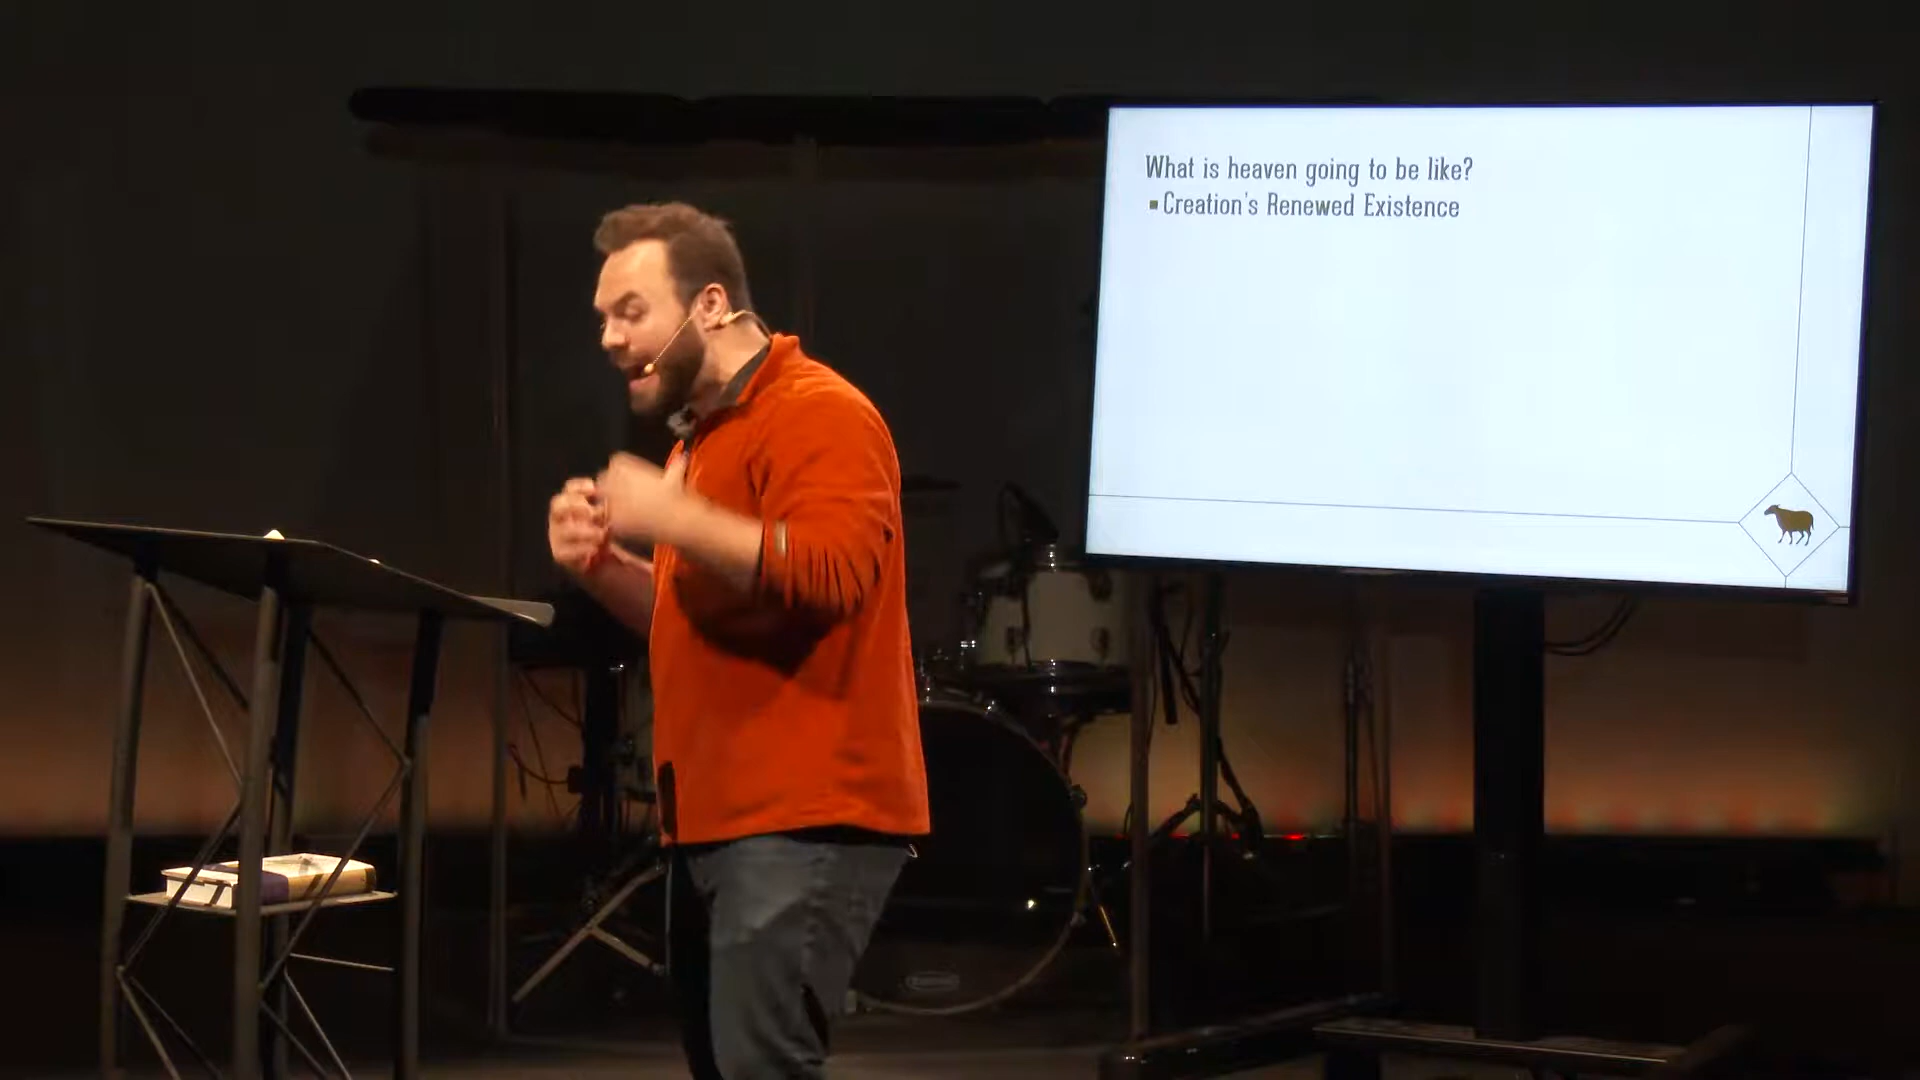 What is heaven going to be like?
▪ Creation's Renewed Existence